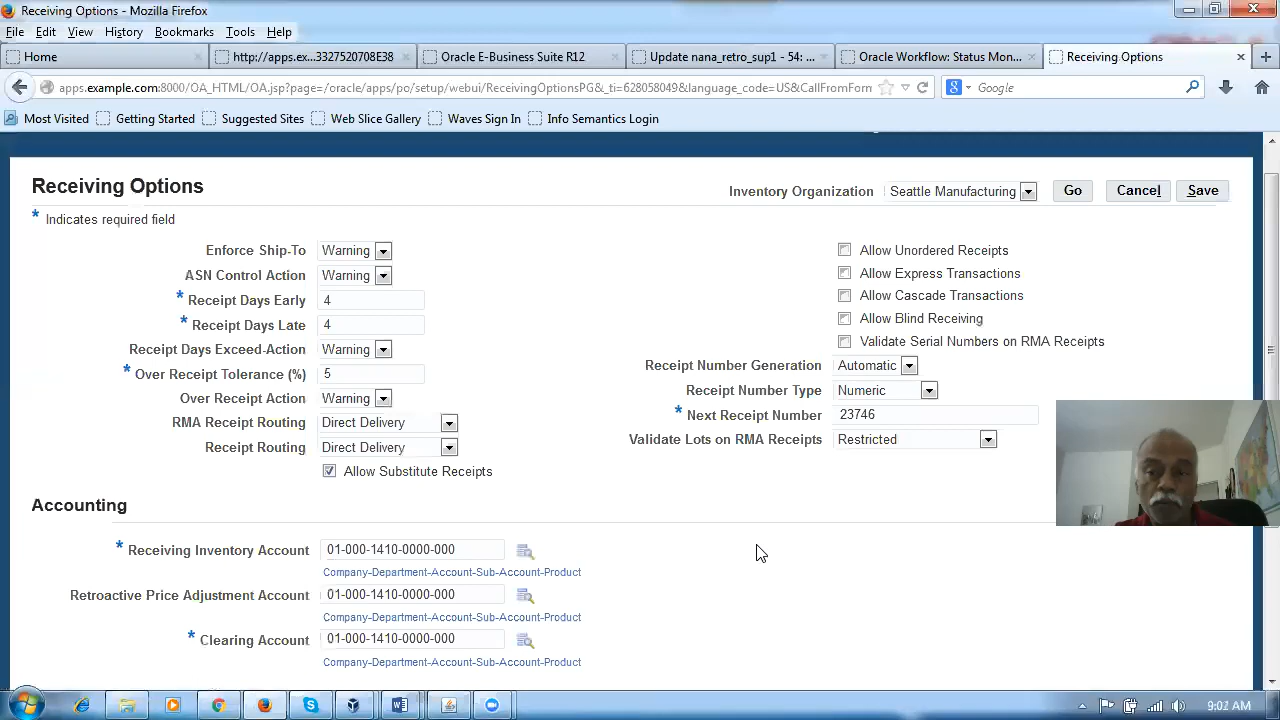 Receiving Options - Mozilla Firefox
File Edit View History Bookmarks Tools Help
Home
http://apps.ex...3327520708E38
Oracle E-Business Suite R12
Update nana_retro_sup1 - 54: ...
Oracle Workflow: Status Mon...
Receiving Options
apps.example.com:8000/OA_HTML/OA.jsp?page=/oracle/apps/po/setup/webui/ReceivingOptionsPG&_ti=628058049&language_code=US&CallFromForm
Google
Most Visited Getting Started Suggested Sites Web Slice Gallery Waves Sign In Info Semantics Login
Receiving Options
Inventory Organization Seattle Manufacturing Go Cancel Save
* Indicates required field
Enforce Ship-To Warning
ASN Control Action Warning
* Receipt Days Early 4
* Receipt Days Late 4
Receipt Days Exceed-Action Warning
* Over Receipt Tolerance (%) 5
Over Receipt Action Warning
RMA Receipt Routing Direct Delivery
Receipt Routing Direct Delivery
Allow Substitute Receipts
Allow Unordered Receipts
Allow Express Transactions
Allow Cascade Transactions
Allow Blind Receiving
Validate Serial Numbers on RMA Receipts
Receipt Number Generation Automatic
Receipt Number Type Numeric
* Next Receipt Number 23746
Validate Lots on RMA Receipts Restricted
Accounting
* Receiving Inventory Account 01-000-1410-0000-000
Company-Department-Account-Sub-Account-Product
Retroactive Price Adjustment Account 01-000-1410-0000-000
Company-Department-Account-Sub-Account-Product
* Clearing Account 01-000-1410-0000-000
Company-Department-Account-Sub-Account-Product
9:02 AM